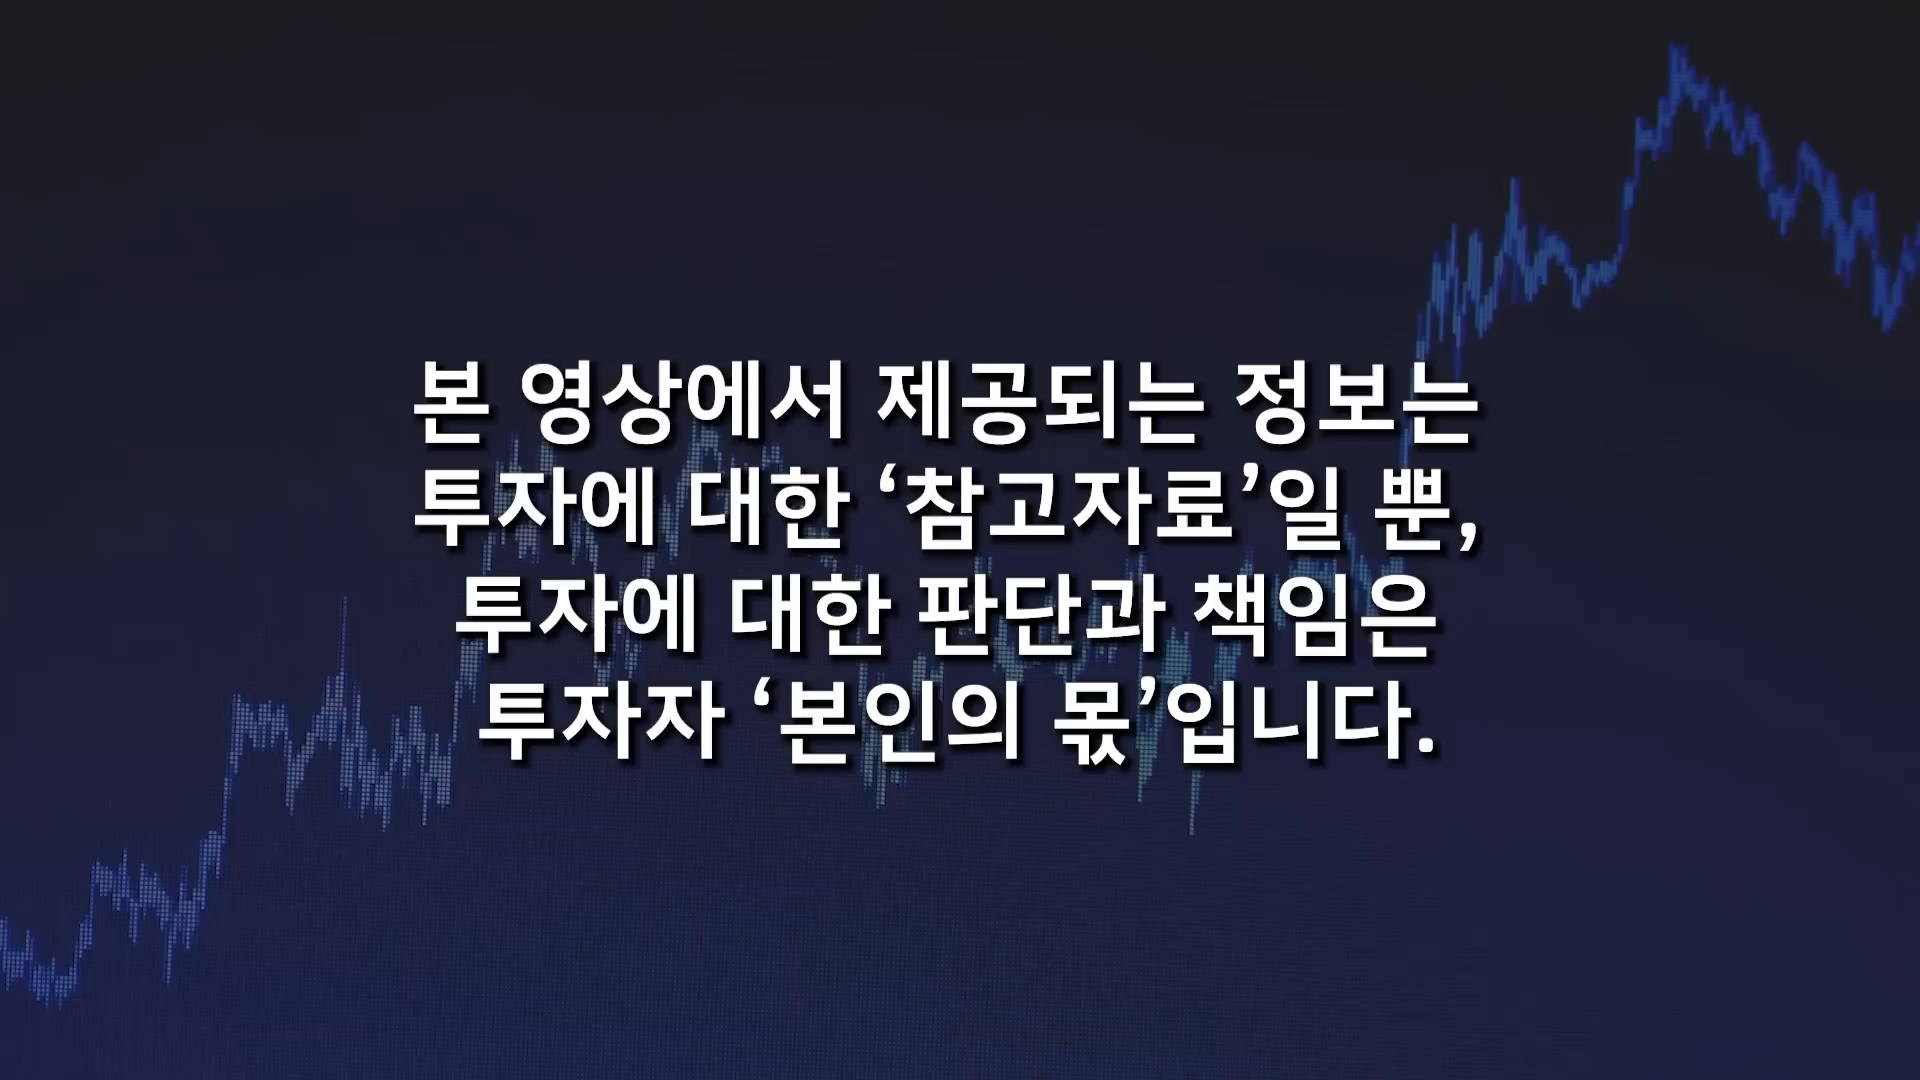 본 영상에서 제공되는 정보는
투자에 대한 ‘참고자료’일 뿐,
투자에 대한 판단과 책임은
투자자 ‘본인의 몫’입니다.